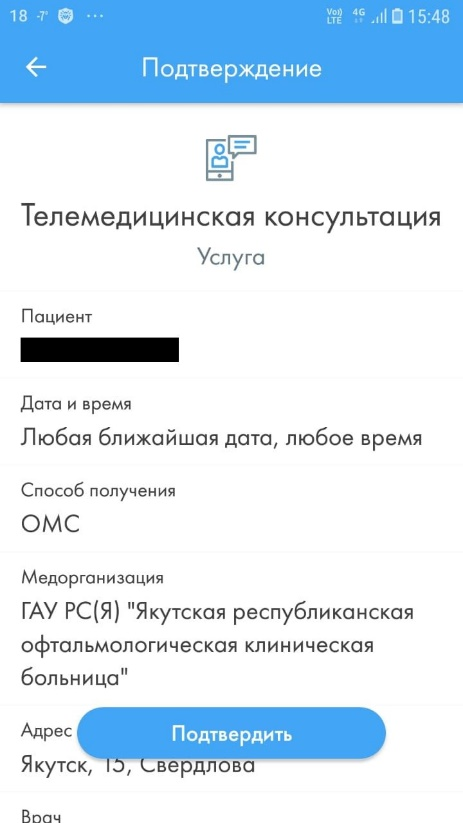 18 -7° ... Vo) LTE 4G 15:48
Подтверждение
Телемедицинская консультация
Услуга
Пациент
Дата и время
Любая ближайшая дата, любое время
Способ получения
ОМС
Медорганизация
ГАУ РС(Я) "Якутская республиканская
офтальмологическая клиническая
больница"
Адрес
Подтвердить
Якутск, 15, Свердлова
Врач